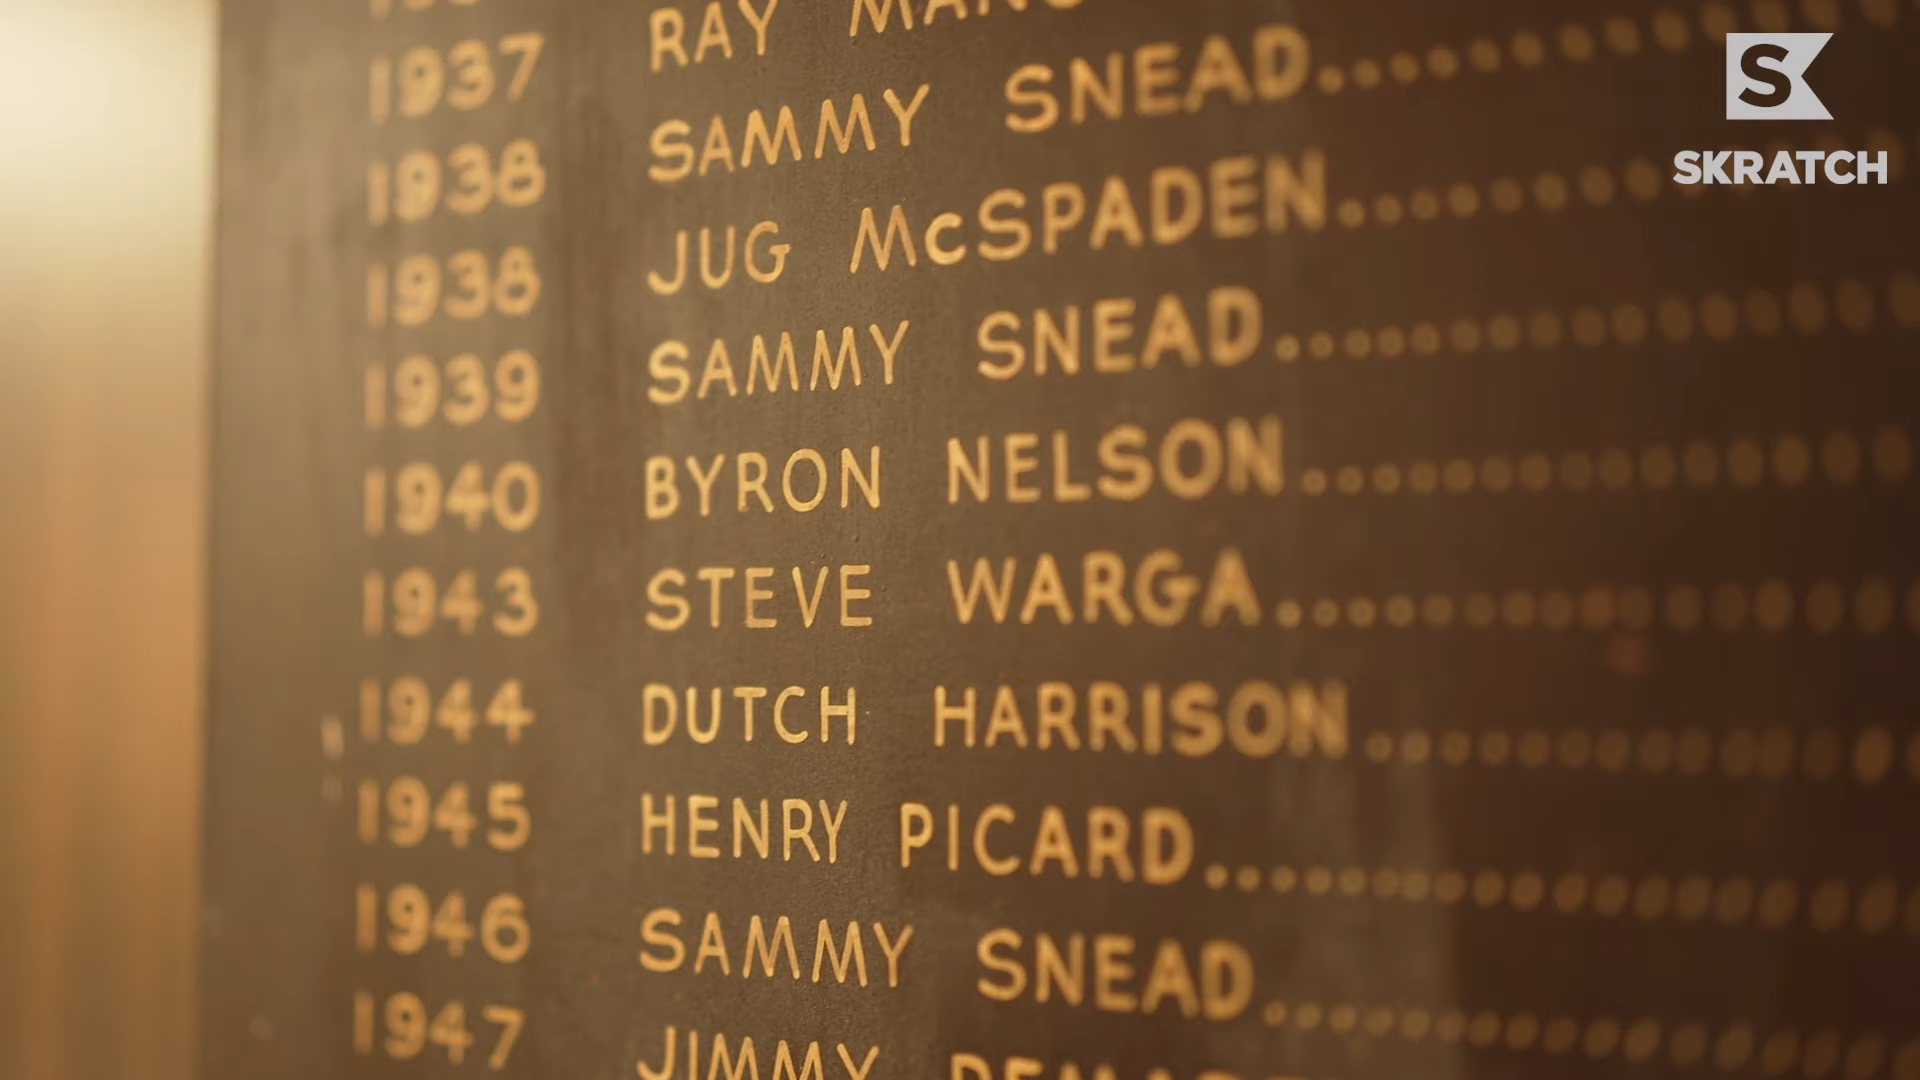 SKRATCH
1937 RAY
1938 SAMMY SNEAD
1938 JUG McSPADEN
1939 SAMMY SNEAD
1940 BYRON NELSON
1943 STEVE WARGA
1944 DUTCH HARRISON
1945 HENRY PICARD
1946 SAMMY SNEAD
1947 JIMMY